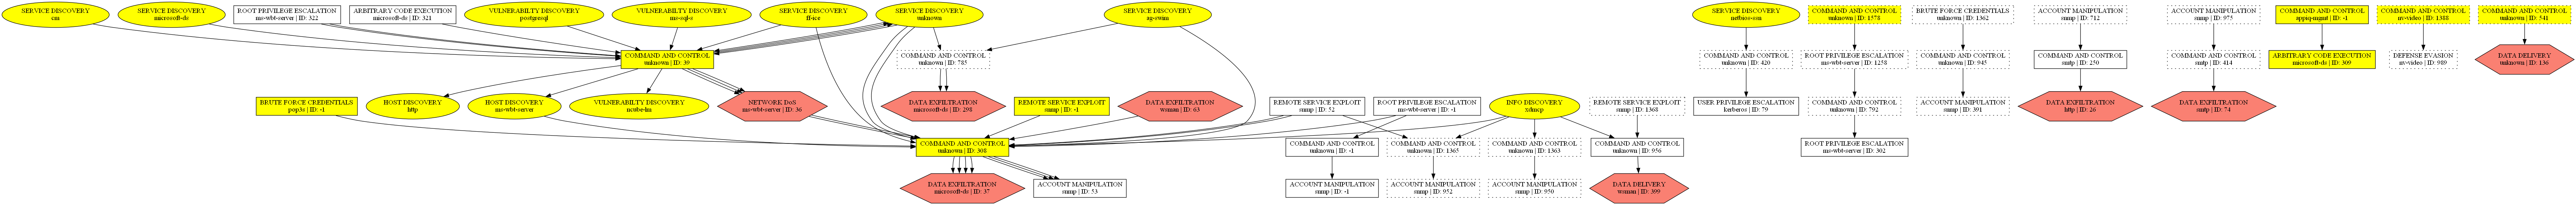 SERVICE DISCOVERY
SERVICE DISCOVERY
microsoft-ds
ROOT PRIVILEGE ESCALATION
ms-wbt-server | ID: 322
ARBITRARY CODE EXECUTION
microsoft-ds | ID: 321
VULNERABILITY DISCOVERY
postgresql
VULNERABILITY DISCOVERY
ms-sql-s
SERVICE DISCOVERY
ff-ice
SERVICE DISCOVERY
unknown
SERVICE DISCOVERY
ag-swim
SERVICE DISCOVERY
netbios-ssn
COMMAND AND CONTROL
unknown | ID: 1578
BRUTE FORCE CREDENTIALS
unknown | ID: 1362
ACCOUNT MANIPULATION
snmp | ID: 712
ACCOUNT MANIPULATION
snmp | ID: 975
COMMAND AND CONTROL
appiq-mgmt | ID: -1
COMMAND AND CONTROL
nv-video | ID: 1388
COMMAND AND CONTROL
unknown | ID: 541
COMMAND AND CONTROL
unknown | ID: 39
COMMAND AND CONTROL
unknown | ID: 785
COMMAND AND CONTROL
unknown | ID: 420
ROOT PRIVILEGE ESCALATION
ms-wbt-server | ID: 1258
COMMAND AND CONTROL
unknown | ID: 945
COMMAND AND CONTROL
smtp | ID: 250
COMMAND AND CONTROL
smtp | ID: 414
ARBITRARY CODE EXECUTION
microsoft-ds | ID: 309
DEFENSE EVASION
nv-video | ID: 989
DATA DELIVERY
unknown | ID: 136
BRUTE FORCE CREDENTIALS
pop3s | ID: -1
HOST DISCOVERY
http
HOST DISCOVERY
ms-wbt-server
VULNERABILTY DISCOVERY
ncube-lm
NETWORK DoS
ms-wbt-server | ID: 36
DATA EXFILTRATION
microsoft-ds | ID: 298
REMOTE SERVICE EXPLOIT
snmp | ID: -1
DATA EXFILTRATION
wsman | ID: 63
REMOTE SERVICE EXPLOIT
snmp | ID: 52
ROOT PRIVILEGE ESCALATION
ms-wbt-server | ID: -1
INFO DISCOVERY
xdmcp
REMOTE SERVICE EXPLOIT
snmp | ID: 1368
USER PRIVILEGE ESCALATION
kerberos | ID: 79
COMMAND AND CONTROL
unknown | ID: 792
ACCOUNT MANIPULATION
snmp | ID: 391
DATA EXFILTRATION
http | ID: 26
DATA EXFILTRATION
smtp | ID: 74
COMMAND AND CONTROL
unknown | ID: 308
COMMAND AND CONTROL
unknown | ID: -1
COMMAND AND CONTROL
unknown | ID: 1365
COMMAND AND CONTROL
unknown | ID: 1363
COMMAND AND CONTROL
unknown | ID: 956
ROOT PRIVILEGE ESCALATION
ms-wbt-server | ID: 302
DATA EXFILTRATION
microsoft-ds | ID: 37
ACCOUNT MANIPULATION
snmp | ID: 53
ACCOUNT MANIPULATION
snmp | ID: -1
ACCOUNT MANIPULATION
snmp | ID: 952
ACCOUNT MANIPULATION
snmp | ID: 950
DATA DELIVERY
wsman | ID: 399